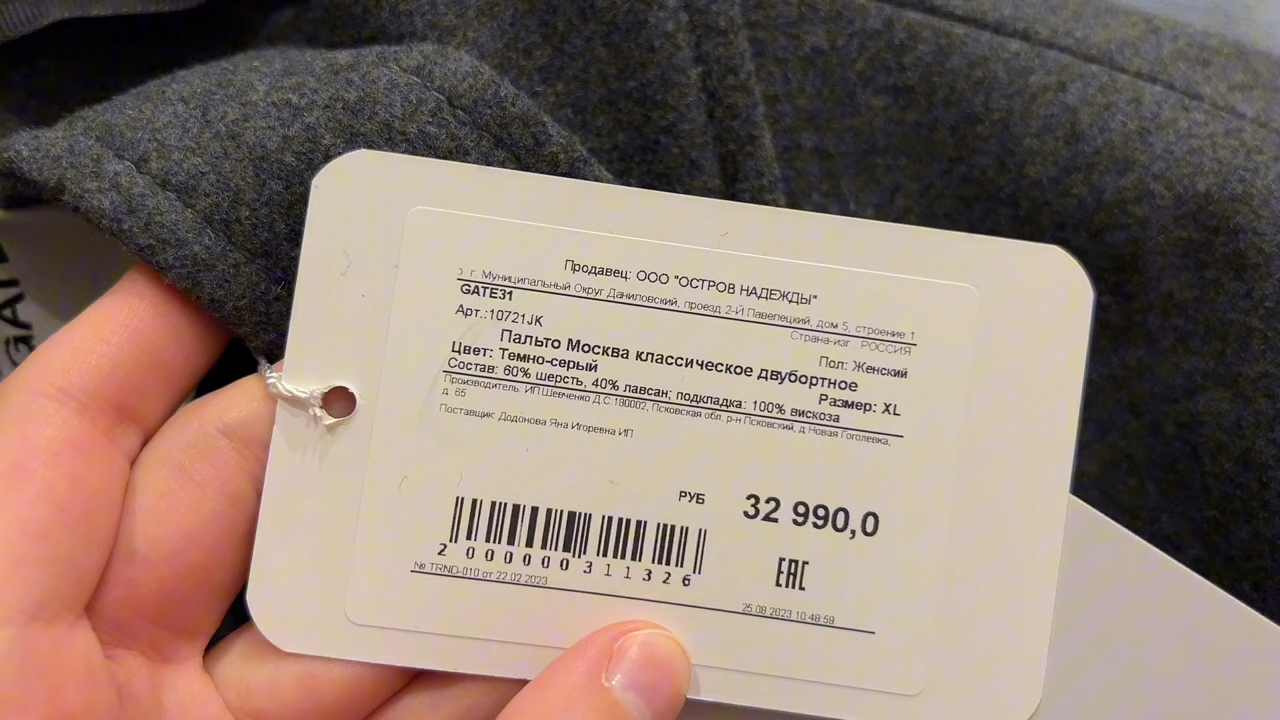 GATE
Продавец: ООО "ОСТРОВ НАДЕЖДЫ"
г. Муниципальный Округ Даниловский, проезд 2-Й Павелецкий, дом 5, строение 1
GATE31
Страна-изг.: РОССИЯ
Арт.:10721JK
Пол: Женский
Пальто Москва классическое двубортное
Цвет: Темно-серый
Размер: XL
Состав: 60% шерсть, 40% лавсан; подкладка: 100% вискоза
Производитель: ИП Шевченко Д.С.180002, Псковская обл. р-н Псковский, д Новая Гоголевка,
д. 65
Поставщик: Додонова Яна Игоревна ИП
РУБ 32 990,0
2 000000 311326
EAC
№ TRND-010 от 22.02.2023
25.08.2023 10:48:59